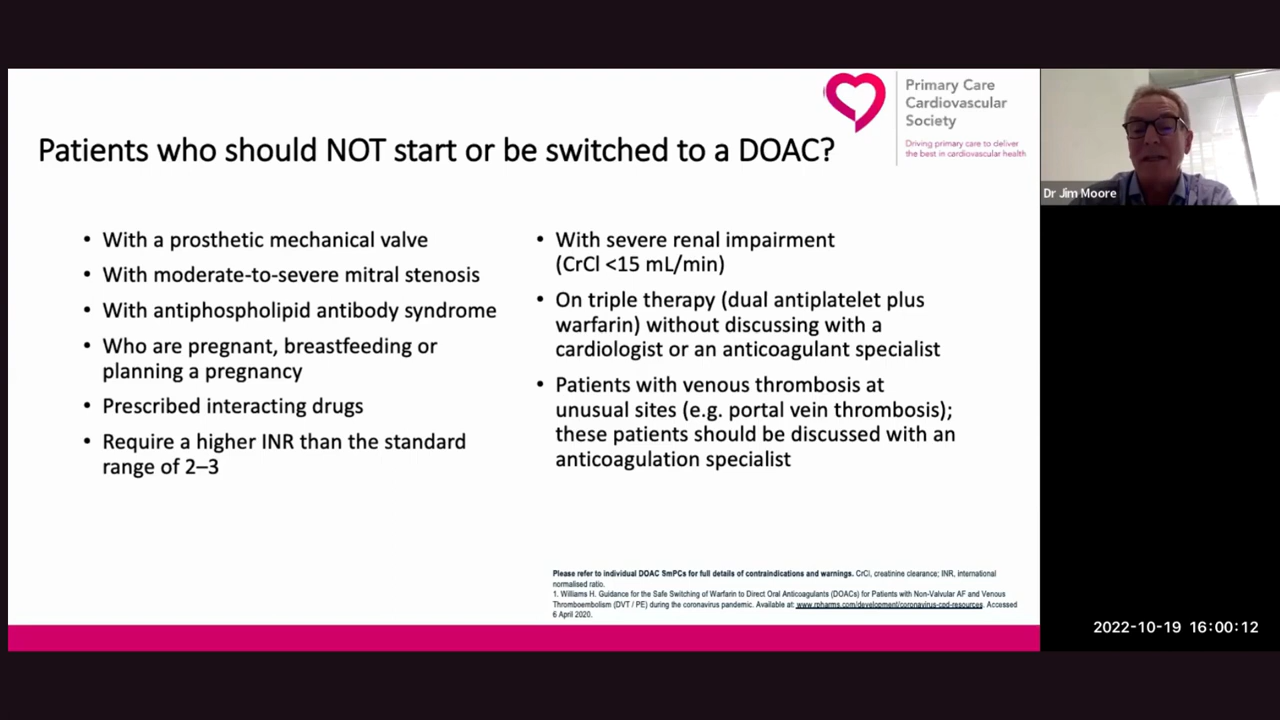 Primary Care
Cardiovascular
Society
Driving primary care to deliver
the best in cardiovascular health
Patients who should NOT start or be switched to a DOAC?
• With a prosthetic mechanical valve
• With moderate-to-severe mitral stenosis
• With antiphospholipid antibody syndrome
• Who are pregnant, breastfeeding or
planning a pregnancy
• Prescribed interacting drugs
• Require a higher INR than the standard
range of 2–3
• With severe renal impairment
(CrCl <15 mL/min)
• On triple therapy (dual antiplatelet plus
warfarin) without discussing with a
cardiologist or an anticoagulant specialist
• Patients with venous thrombosis at
unusual sites (e.g. portal vein thrombosis);
these patients should be discussed with an
anticoagulation specialist
Please refer to individual DOAC SmPCs for full details of contraindications and warnings. CrCl, creatinine clearance; INR, international
normalised ratio.
1. Williams H. Guidance for the Safe Switching of Warfarin to Direct Oral Anticoagulants (DOACs) for Patients with Non-Valvular AF and Venous
Thromboembolism (DVT / PE) during the coronavirus pandemic. Available at: www.rpharms.com/development/coronavirus-cpd-resources. Accessed
6 April 2020.
Dr Jim Moore
2022-10-19 16:00:12